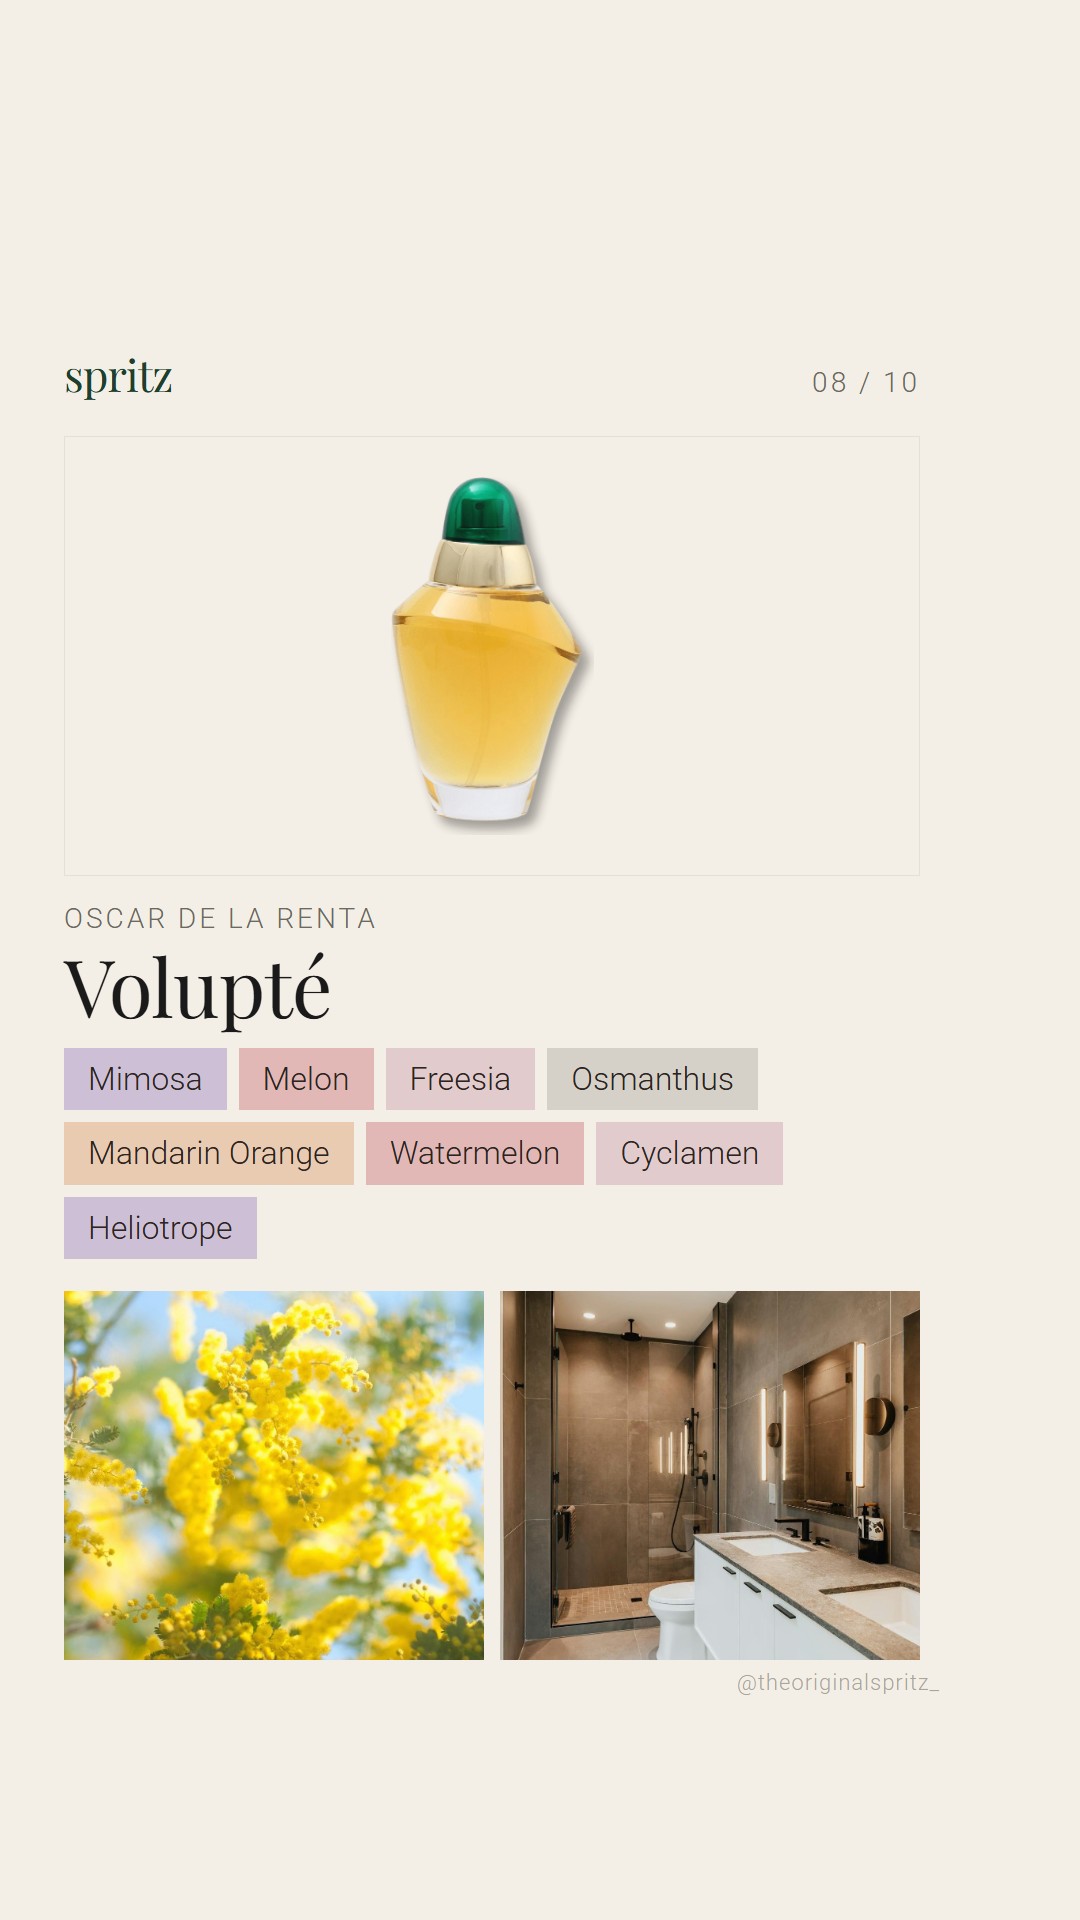 spritz
08 / 10
OSCAR DE LA RENTA
Volupté
Mimosa Melon Freesia Osmanthus
Mandarin Orange Watermelon Cyclamen
Heliotrope
@theoriginalspritz_